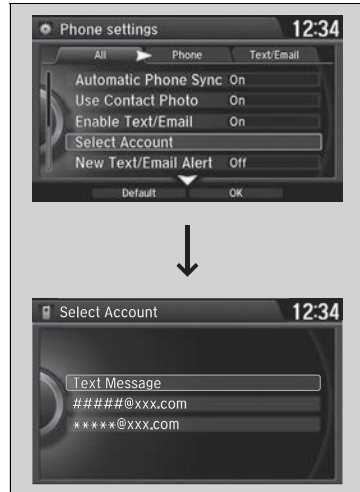 Phone settings 12:34
All Phone Text/Email
Automatic Phone Sync On
Use Contact Photo On
Enable Text/Email On
Select Account
New Text/Email Alert Off
Default OK
Select Account 12:34
Text Message
#####@xxx.com
*****@xxx.com